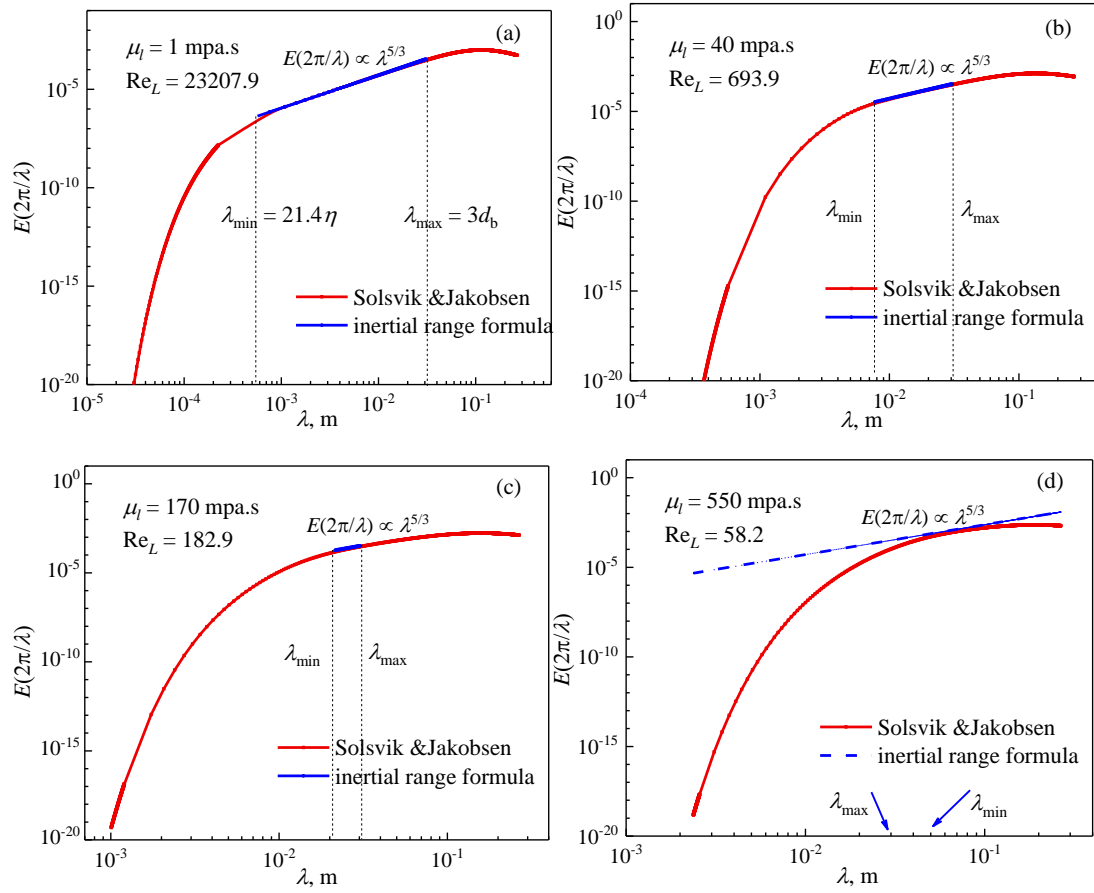 (a)
μl = 1 mpa.s
E(2π/λ) ∝ λ5/3
ReL = 23207.9
λmin = 21.4η
λmax = 3db
Solsvik &Jakobsen
inertial range formula
E(2π/λ)
10-5
10-10
10-15
10-20
10-5
10-4
10-3
10-2
10-1
λ, m
(b)
μl = 40 mpa.s
E(2π/λ) ∝ λ5/3
ReL = 693.9
λmin
λmax
Solsvik &Jakobsen
inertial range formula
E(2π/λ)
100
10-5
10-10
10-15
10-20
10-4
10-3
10-2
10-1
λ, m
(c)
μl = 170 mpa.s
E(2π/λ) ∝ λ5/3
ReL = 182.9
λmin
λmax
Solsvik &Jakobsen
inertial range formula
E(2π/λ)
100
10-5
10-10
10-15
10-20
10-3
10-2
10-1
λ, m
(d)
μl = 550 mpa.s
E(2π/λ) ∝ λ5/3
ReL = 58.2
Solsvik &Jakobsen
inertial range formula
λmax
λmin
E(2π/λ)
100
10-5
10-10
10-15
10-20
10-3
10-2
10-1
λ, m